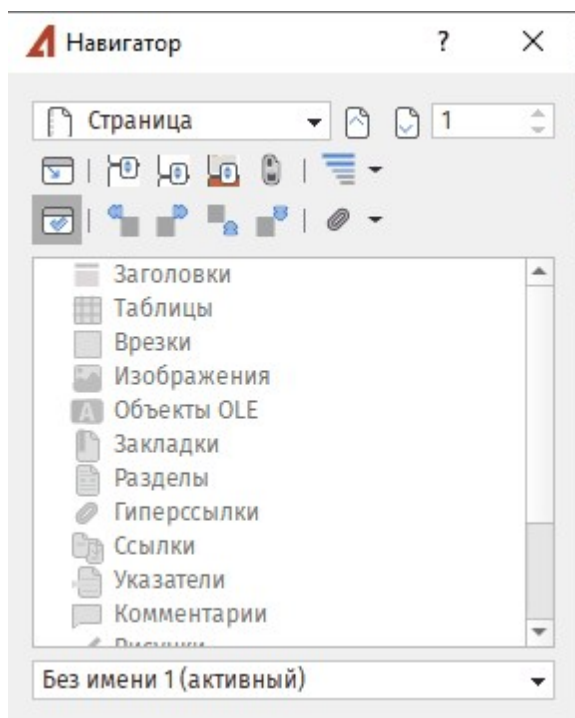 Навигатор ? ×
Страница 1
Заголовки
Таблицы
Врезки
Изображения
Объекты OLE
Закладки
Разделы
Гиперссылки
Ссылки
Указатели
Комментарии
Рисунки
Без имени 1 (активный)